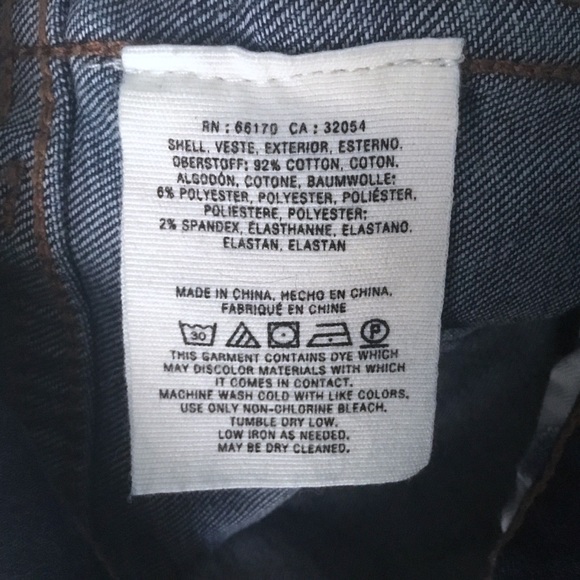 RN : 66170 CA : 32054
SHELL, VESTE, EXTERIOR, ESTERNO.
OBERSTOFF: 92% COTTON, COTON.
ALGODÓN, COTONE, BAUMWOLLE:
6% POLYESTER, POLYESTER, POLIÉSTER.
POLIESTERE, POLYESTER:
2% SPANDEX, ÉLASTHANNE, ELASTANO.
ELASTAN, ELASTAN
MADE IN CHINA. HECHO EN CHINA.
FABRIQUÉ EN CHINE
30 P
THIS GARMENT CONTAINS DYE WHICH
MAY DISCOLOR MATERIALS WITH WHICH
IT COMES IN CONTACT.
MACHINE WASH COLD WITH LIKE COLORS.
USE ONLY NON-CHLORINE BLEACH.
TUMBLE DRY LOW.
LOW IRON AS NEEDED.
MAY BE DRY CLEANED.